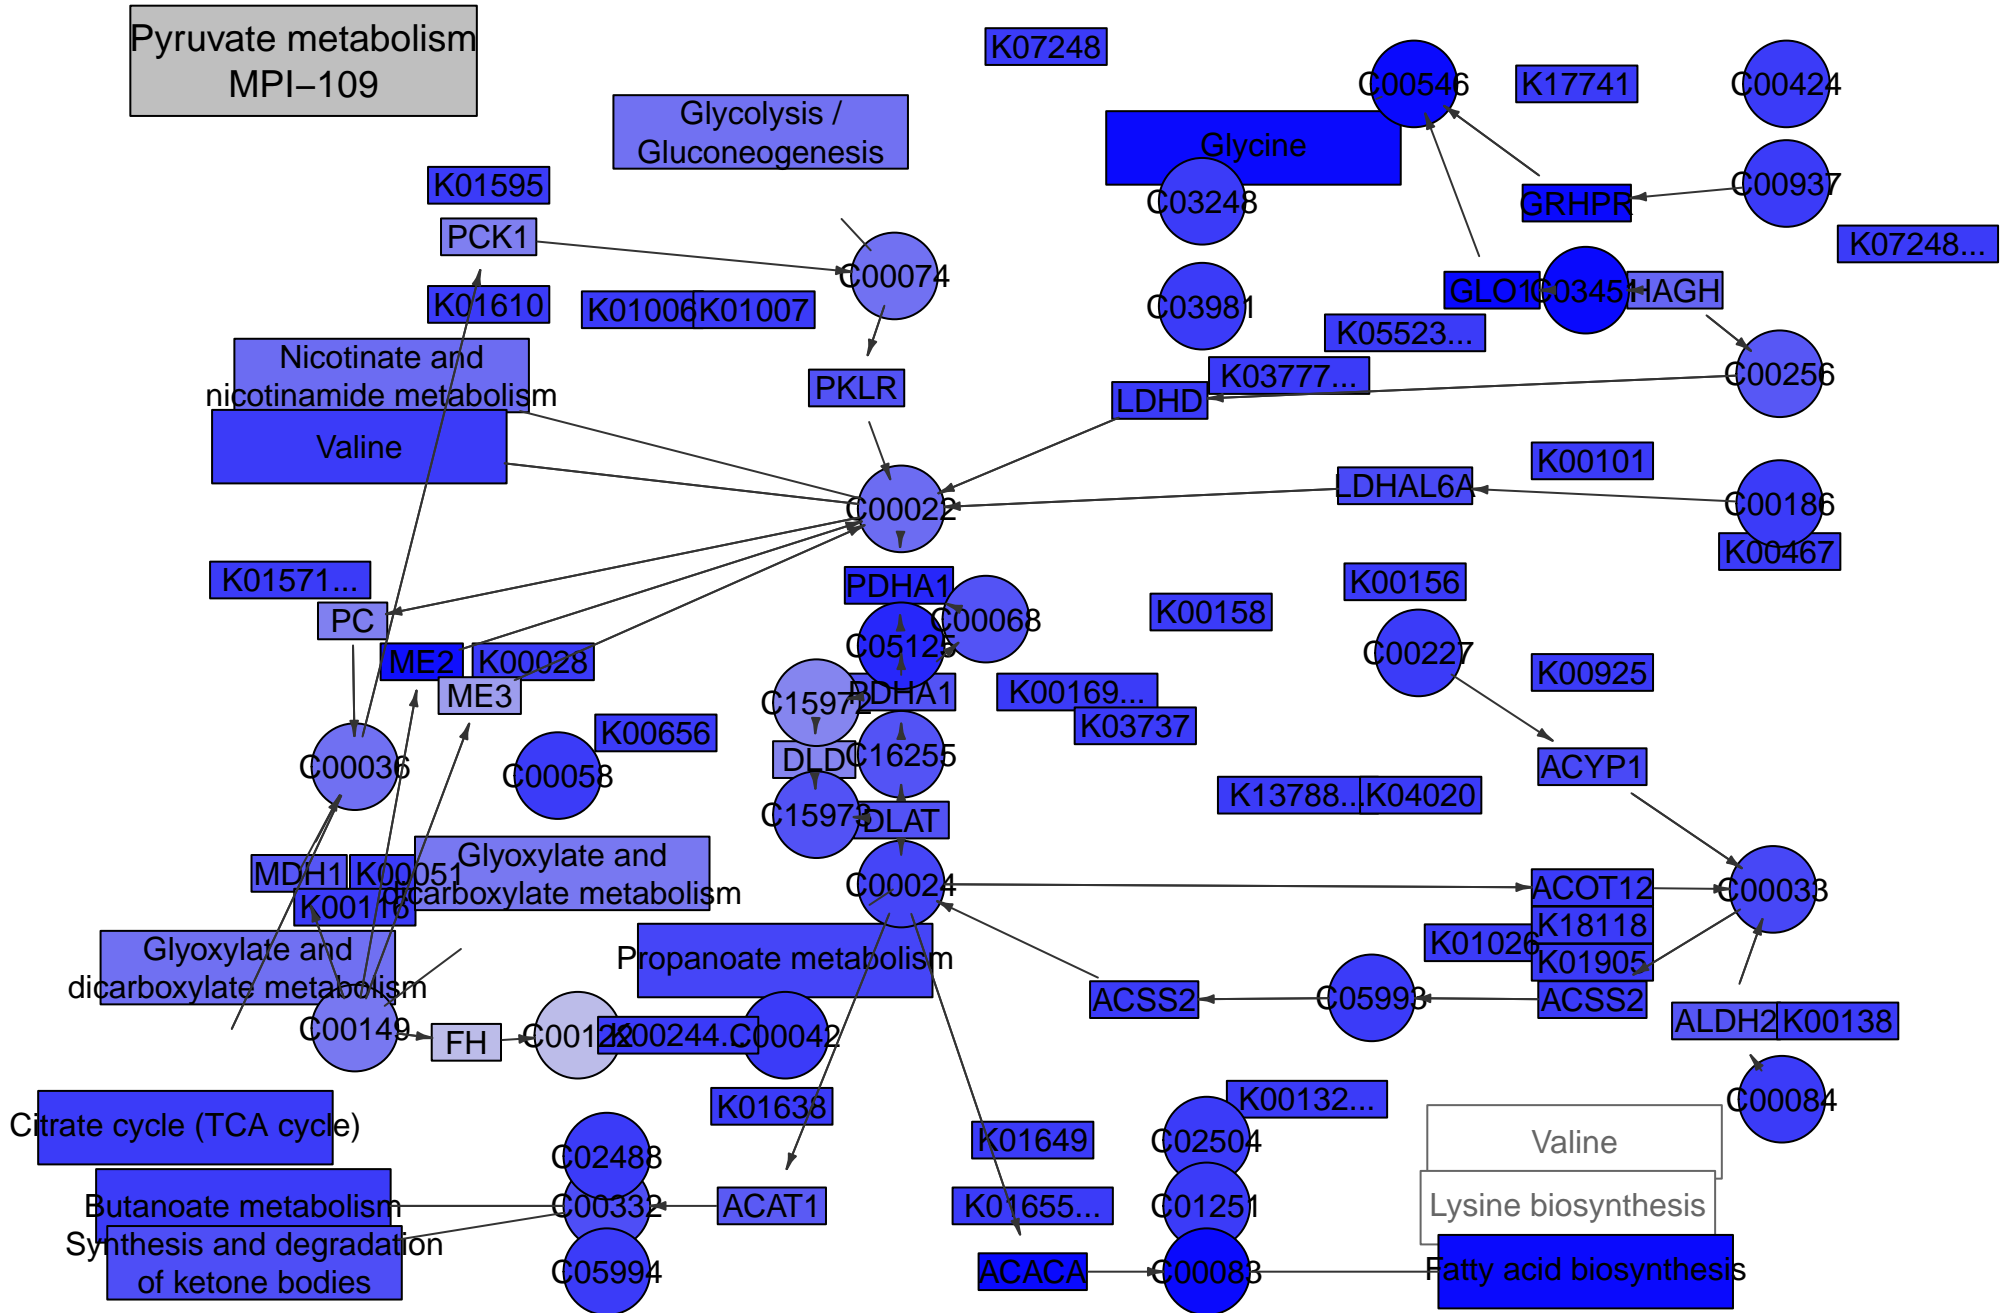 Pyruvate metabolism
MPI−109
K07248
C00546
K17741
C00424
Glycolysis /
Gluconeogenesis
Glycine
K01595
C03248
GRHPR
C00937
PCK1
K07248...
C00074
GLO1
C03451
HAGH
K01610
K01006
K01007
C03981
K05523...
Nicotinate and
nicotinamide metabolism
PKLR
K03777...
LDHD
C00256
Valine
K00101
LDHAL6A
C00022
C00186
K00467
K01571...
PDHA1
K00156
PC
C00068
K00158
C05125
C00227
ME2
K00028
K00925
ME3
C15972
PDHA1
K00169...
K03737
K00656
C00036
C00058
DLD
C16255
ACYP1
K13788...
K04020
C15973
DLAT
MDH1
K00051
Glyoxylate and
dicarboxylate metabolism
C00024
ACOT12
C00033
K00116
K18118
Glyoxylate and
dicarboxylate metabolism
Propanoate metabolism
K01026
K01905
ACSS2
C05993
ACSS2
C00149
FH
C00122
K00244...
C00042
ALDH2
K00138
K01638
K00132...
C00084
Citrate cycle (TCA cycle)
C02488
K01649
C02504
Valine
Butanoate metabolism
C00332
ACAT1
K01655...
C01251
Lysine biosynthesis
Synthesis and degradation
of ketone bodies
C05994
ACACA
C00083
Fatty acid biosynthesis